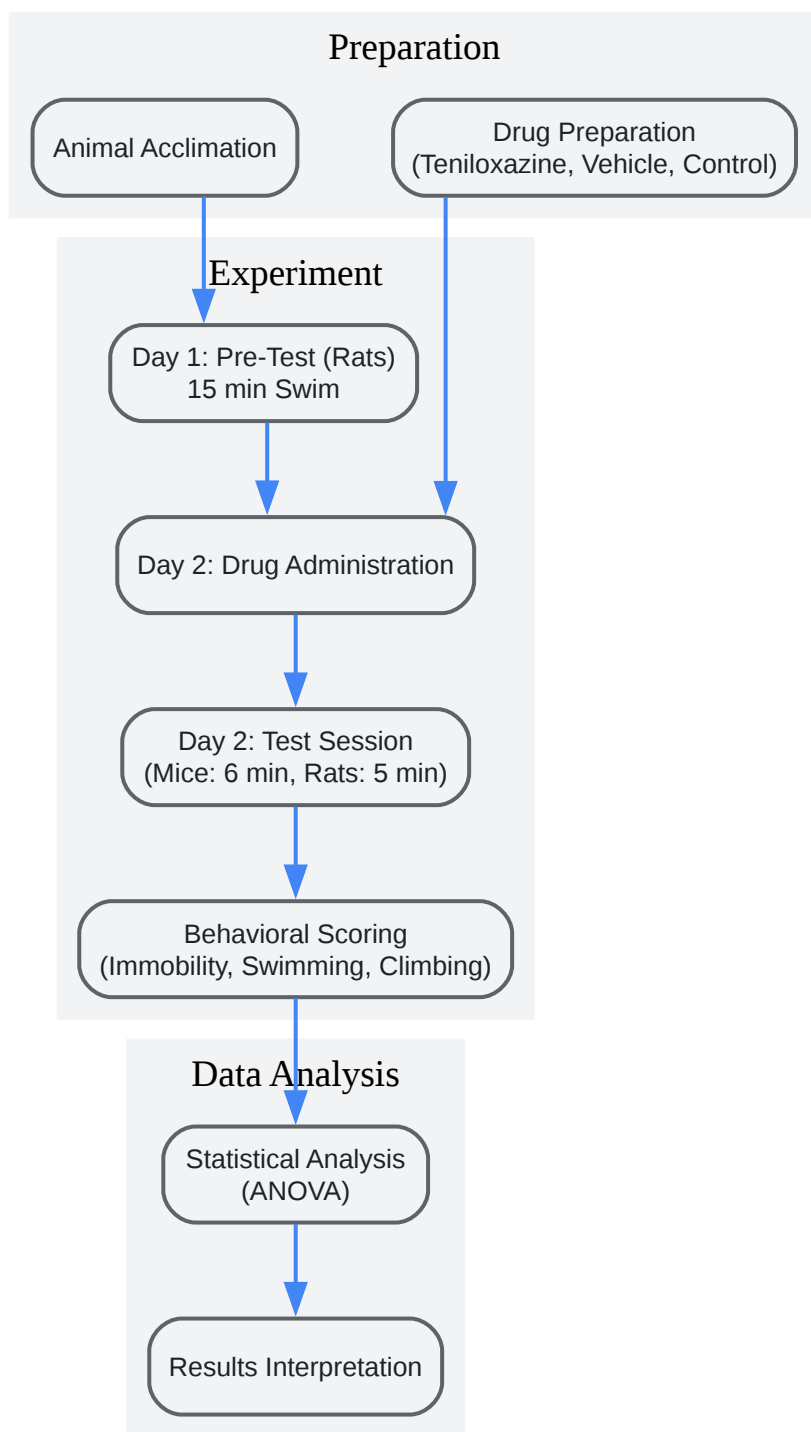 Preparation
Animal Acclimation
Drug Preparation
(Teniloxazine, Vehicle, Control)
Experiment
Day 1: Pre-Test (Rats)
15 min Swim
Day 2: Drug Administration
Day 2: Test Session
(Mice: 6 min, Rats: 5 min)
Behavioral Scoring
(Immobility, Swimming, Climbing)
Data Analysis
Statistical Analysis
(ANOVA)
Results Interpretation